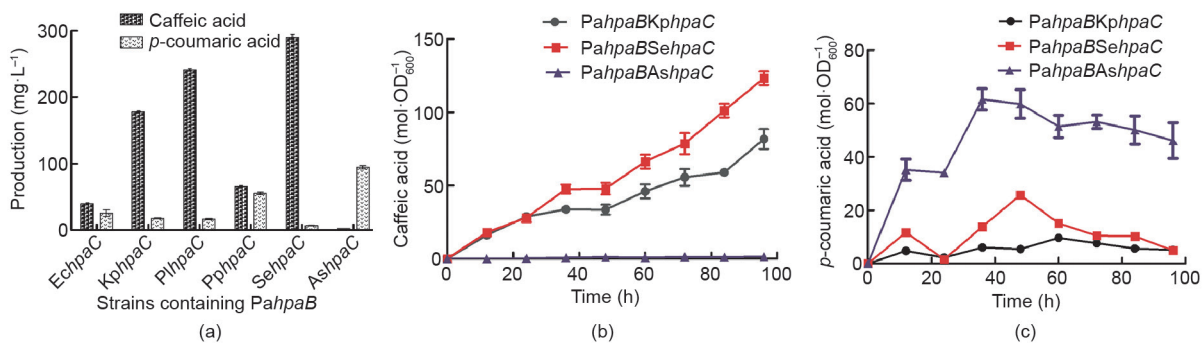 Caffeic acid
p-coumaric acid
Production (mg·L⁻¹)
300
200
100
0
EchpaC
KphpaC
PlhpaC
PphpaC
SehpaC
AshpaC
Strains containing PahpaB
(a)
PahpaBKphpaC
PahpaBSehpaC
PahpaBAshpaC
Caffeic acid (mol·OD₆₀₀⁻¹)
150
100
50
0
0 20 40 60 80 100
Time (h)
(b)
PahpaBKphpaC
PahpaBSehpaC
PahpaBAshpaC
p-coumaric acid (mol·OD₆₀₀⁻¹)
80
60
40
20
0
0 20 40 60 80 100
Time (h)
(c)